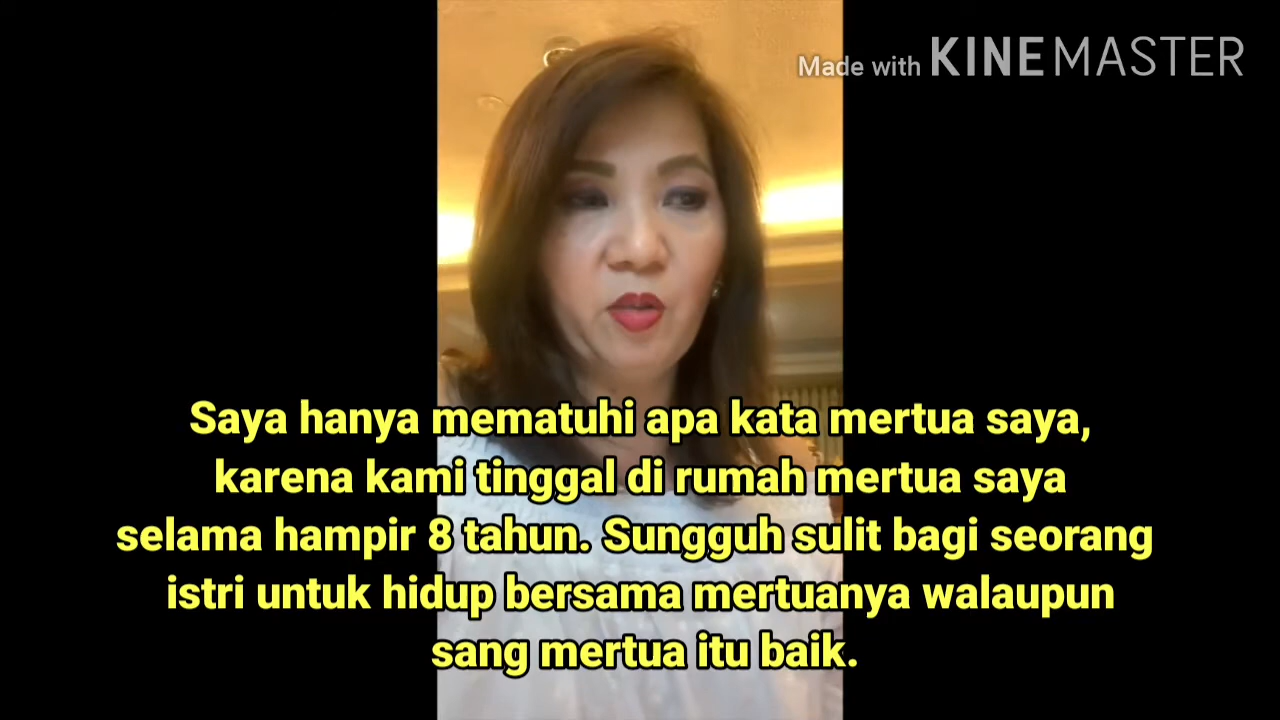 Made with KINEMASTER
Saya hanya mematuhi apa kata mertua saya,
karena kami tinggal di rumah mertua saya
selama hampir 8 tahun. Sungguh sulit bagi seorang
istri untuk hidup bersama mertuanya walaupun
sang mertua itu baik.